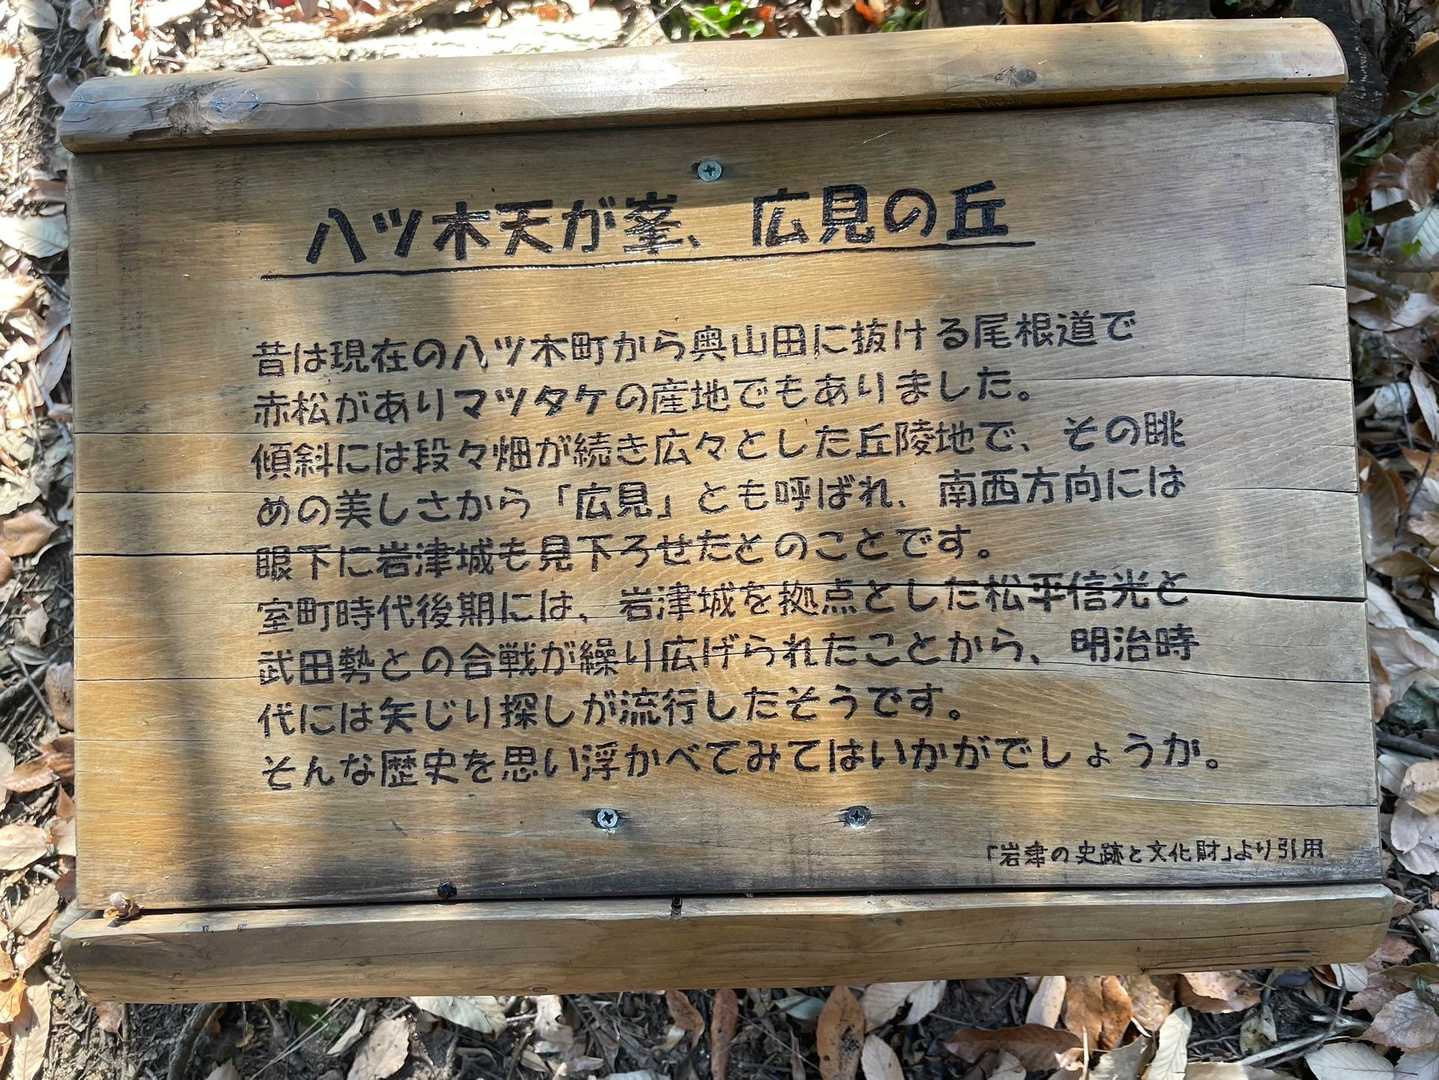 八ツ木天が峯、広見の丘
昔は現在の八ツ木町から奥山田に抜ける尾根道で
赤松がありマツタケの産地でもありました。
傾斜には段々畑が続き広々とした丘陵地で、その眺
めの美しさから「広見」とも呼ばれ、南西方向には
眼下に岩津城も見下ろせたとのことです。
室町時代後期には、岩津城を拠点とした松平信光と
武田勢との合戦が繰り広げられたことから、明治時
代には矢じり探しが流行したそうです。
そんな歴史を思い浮かべてみてはいかがでしょうか。
「岩津の史跡と文化財」より引用